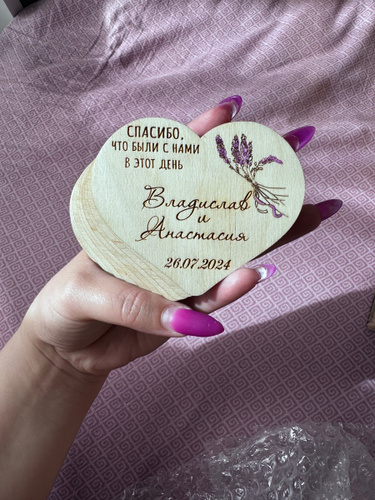 СПАСИБО,
ЧТО БЫЛИ С НАМИ
В ЭТОТ ДЕНЬ
Владислав
и
Анастасия
26.07.2024